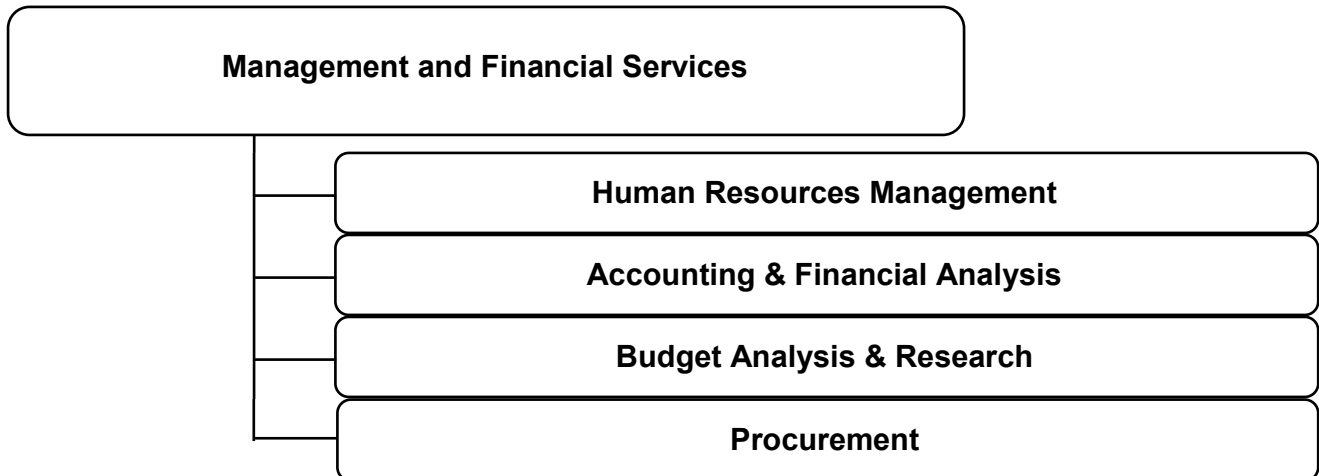 Management and Financial Services
Human Resources Management
Accounting & Financial Analysis
Budget Analysis & Research
Procurement